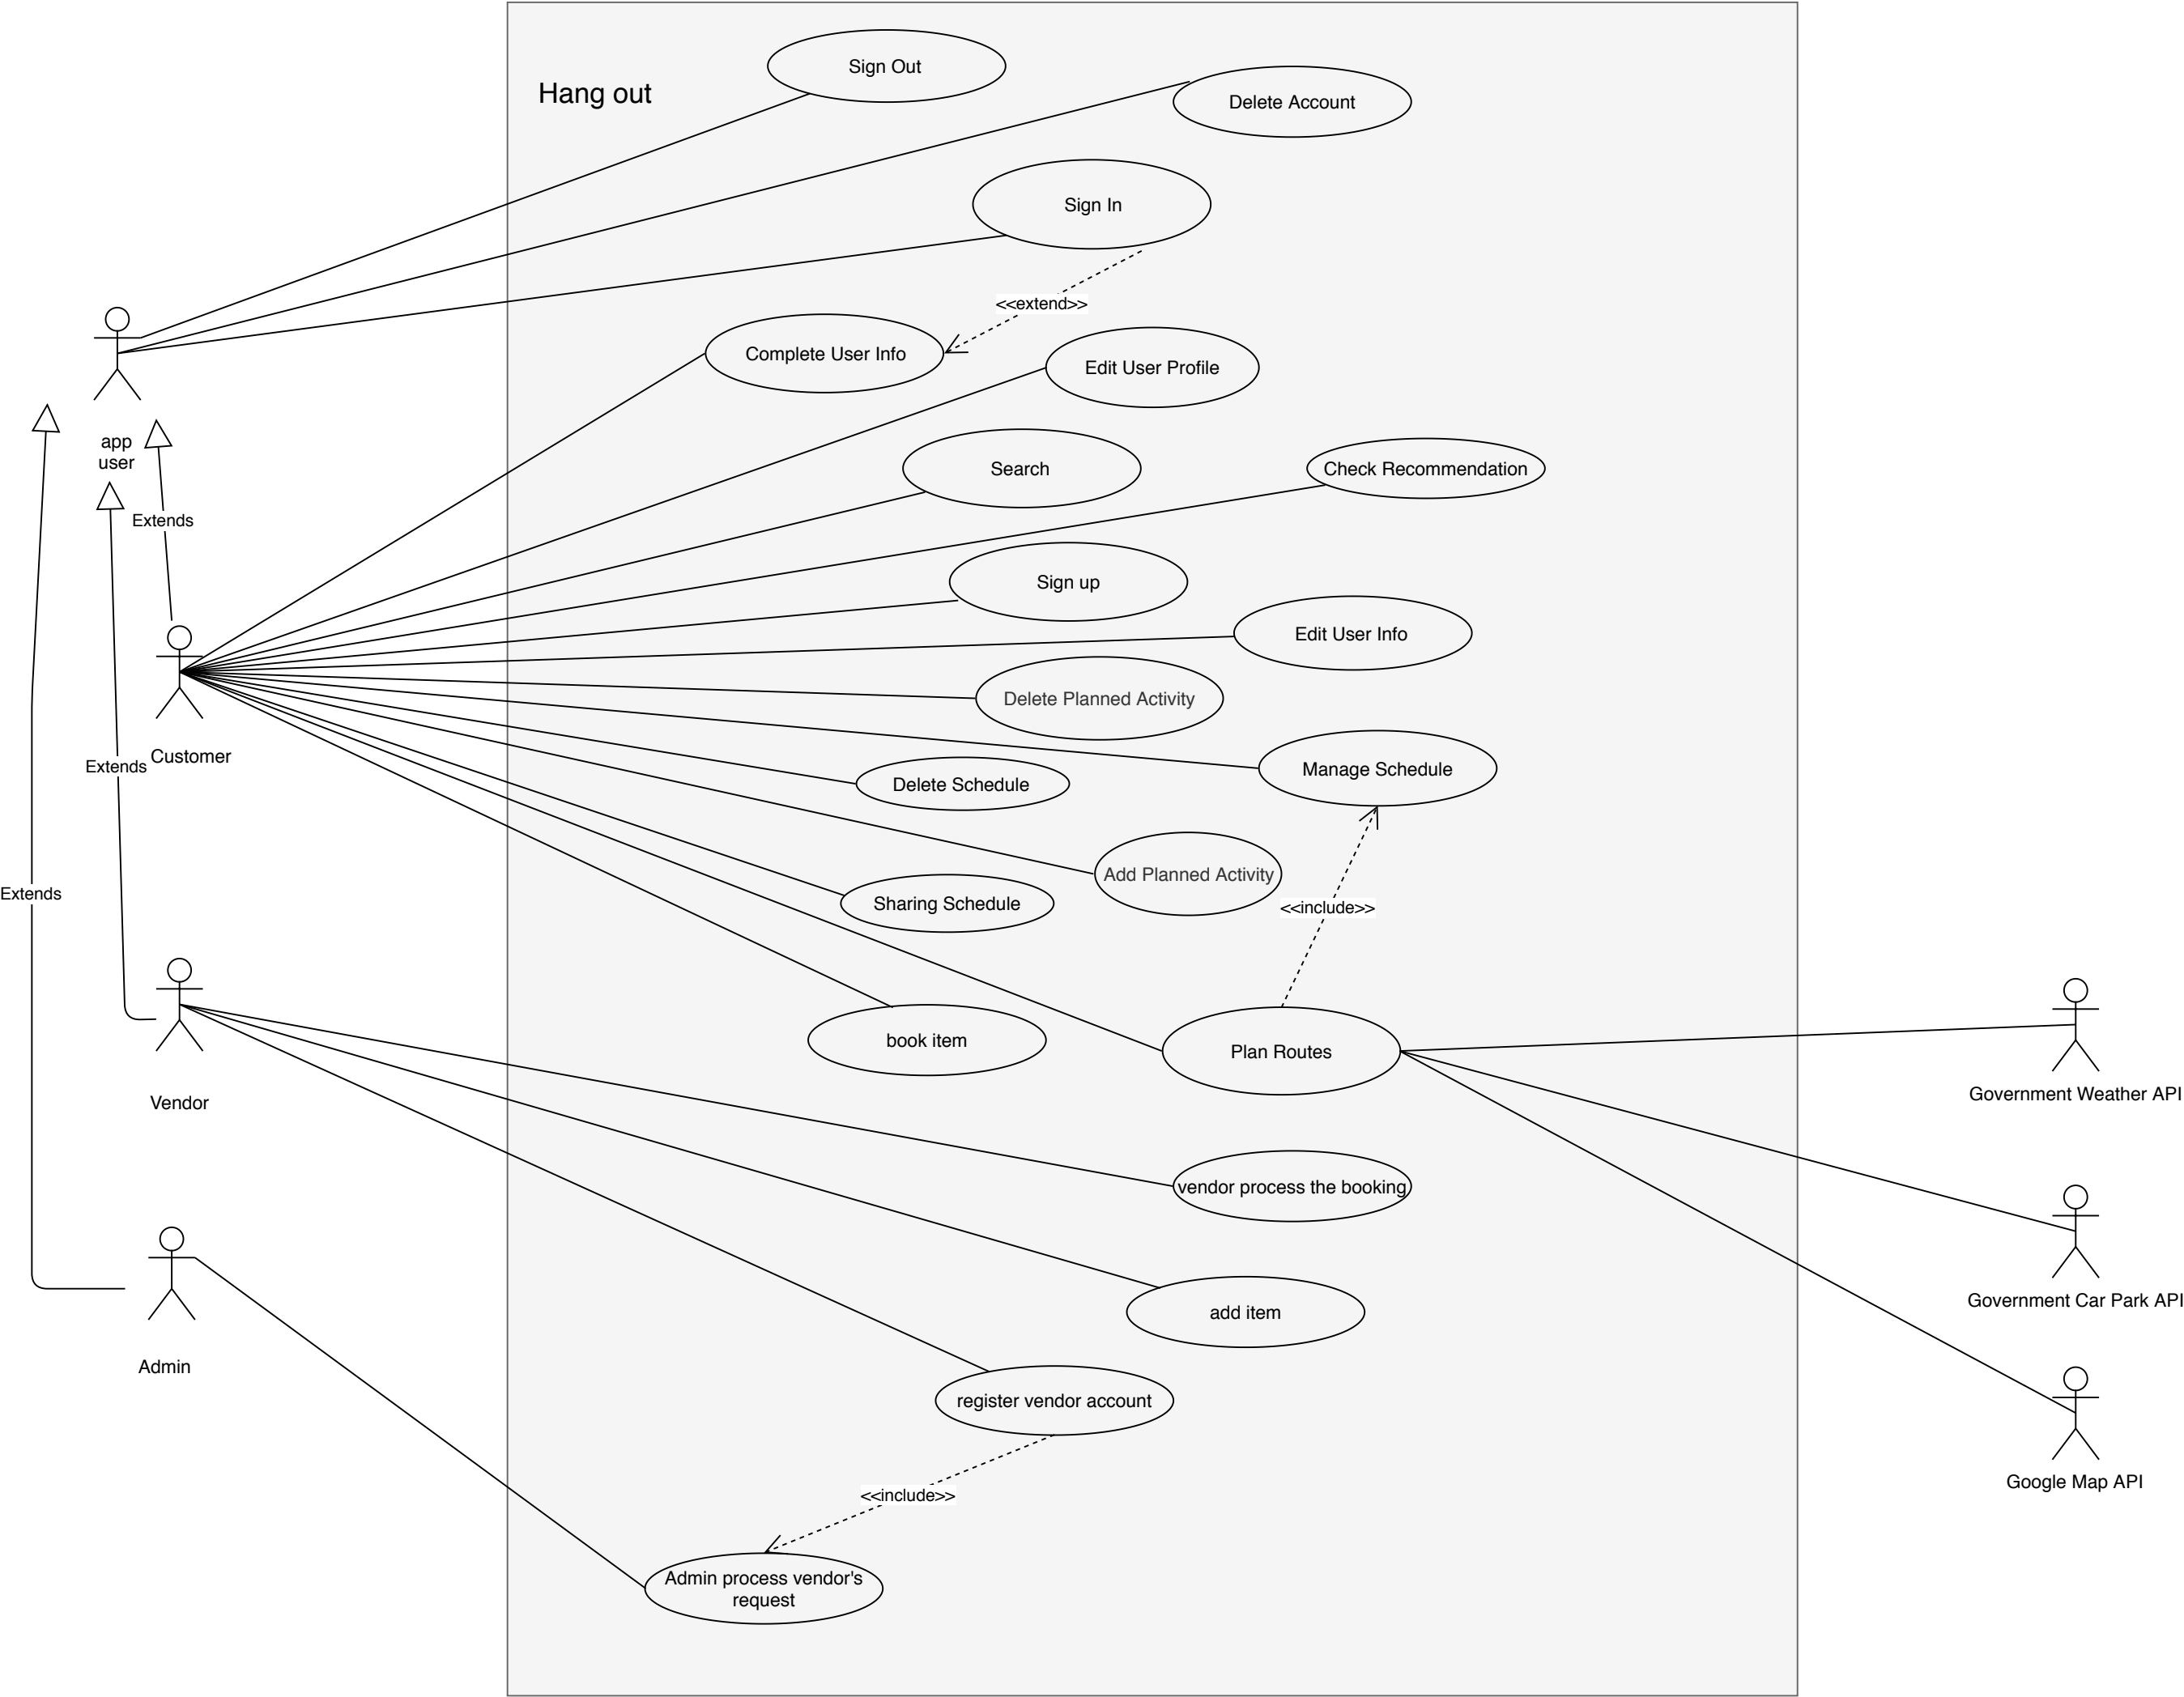 Sign Out
Hang out
Delete Account
Sign In
<<extend>>
Complete User Info
Edit User Profile
app
user
Search
Check Recommendation
Extends
Sign up
Edit User Info
Delete Planned Activity
Customer
Extends
Manage Schedule
Delete Schedule
Add Planned Activity
Extends
Sharing Schedule
<<include>>
book item
Plan Routes
Government Weather API
Vendor
vendor process the booking
Government Car Park API
add item
Admin
register vendor account
Google Map API
<<include>>
Admin process vendor's
request